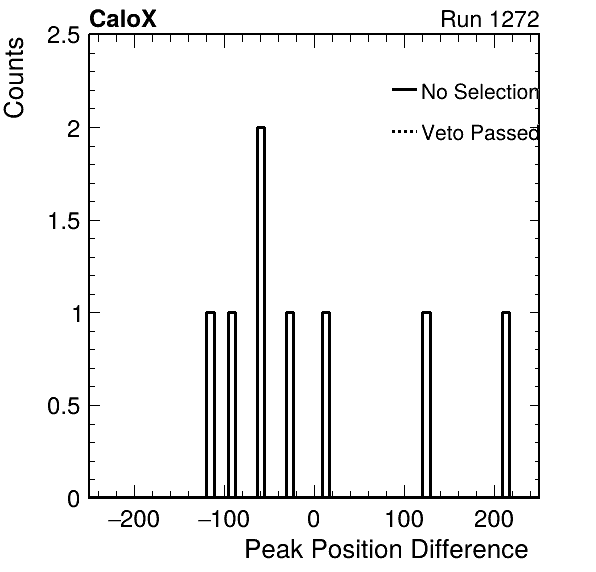 CaloX Run 1272
Counts
2.5
2
1.5
1
0.5
0
No Selection
Veto Passed
−200 −100 0 100 200
Peak Position Difference